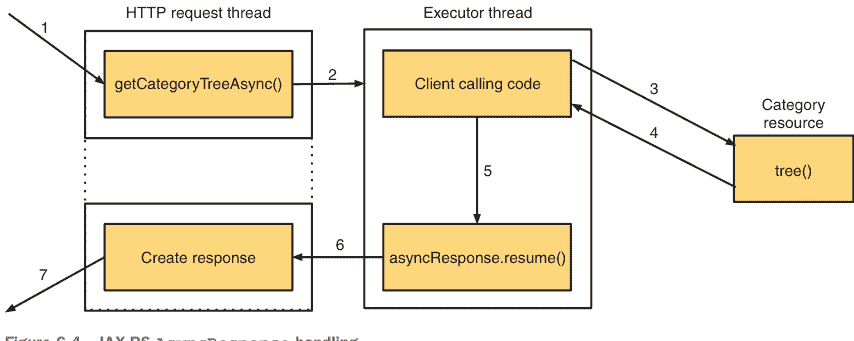 HTTP request thread
Executor thread
1
getCategoryTreeAsync()
2
Client calling code
3
4
Category
resource
tree()
5
Create response
6
asyncResponse.resume()
7